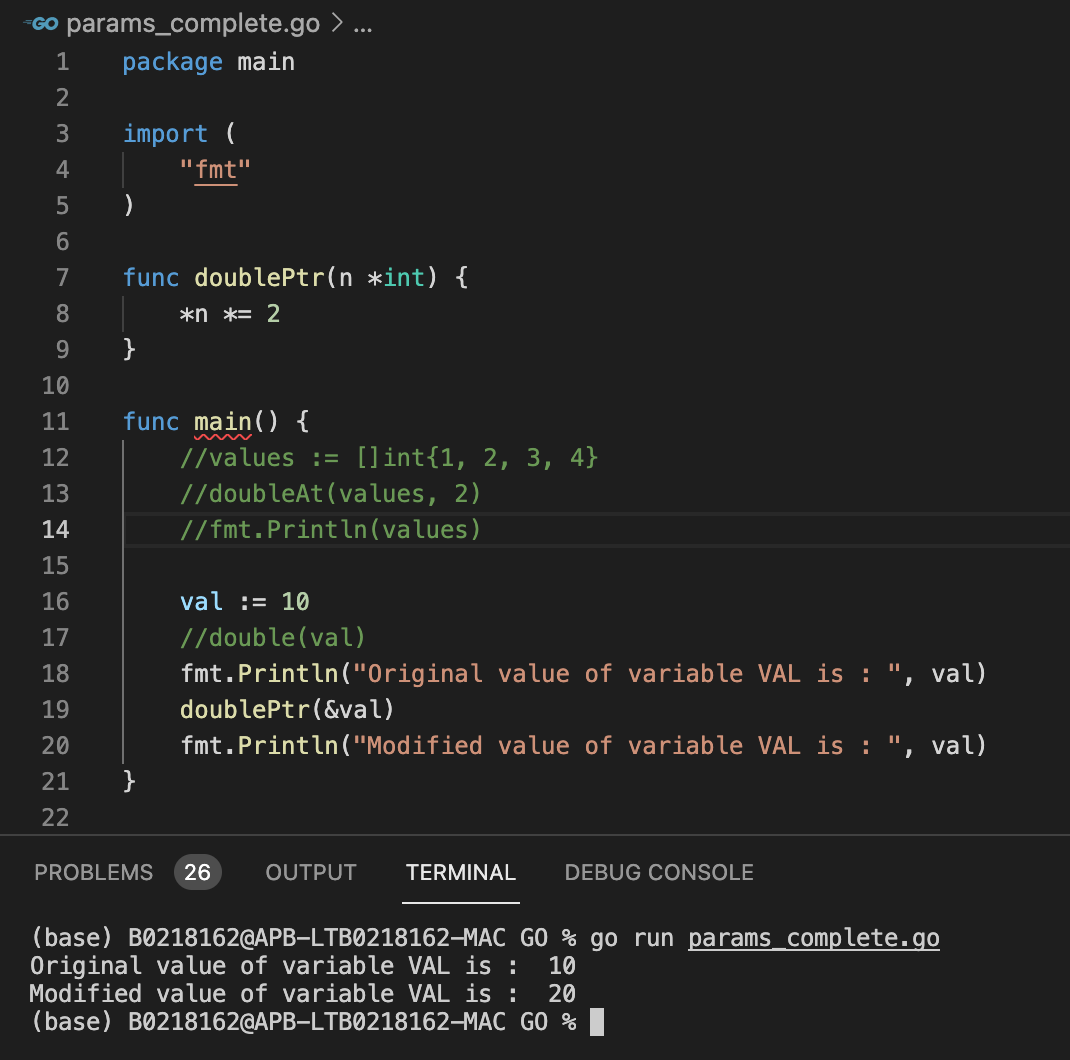 GO params_complete.go > ...
1 package main
2
3 import (
4 "fmt"
5 )
6
7 func doublePtr(n *int) {
8 *n *= 2
9 }
10
11 func main() {
12 //values := []int{1, 2, 3, 4}
13 //doubleAt(values, 2)
14 //fmt.Println(values)
15
16 val := 10
17 //double(val)
18 fmt.Println("Original value of variable VAL is : ", val)
19 doublePtr(&val)
20 fmt.Println("Modified value of variable VAL is : ", val)
21 }
22
PROBLEMS 26 OUTPUT TERMINAL DEBUG CONSOLE
(base) B0218162@APB-LTB0218162-MAC GO % go run params_complete.go
Original value of variable VAL is :  10
Modified value of variable VAL is :  20
(base) B0218162@APB-LTB0218162-MAC GO %